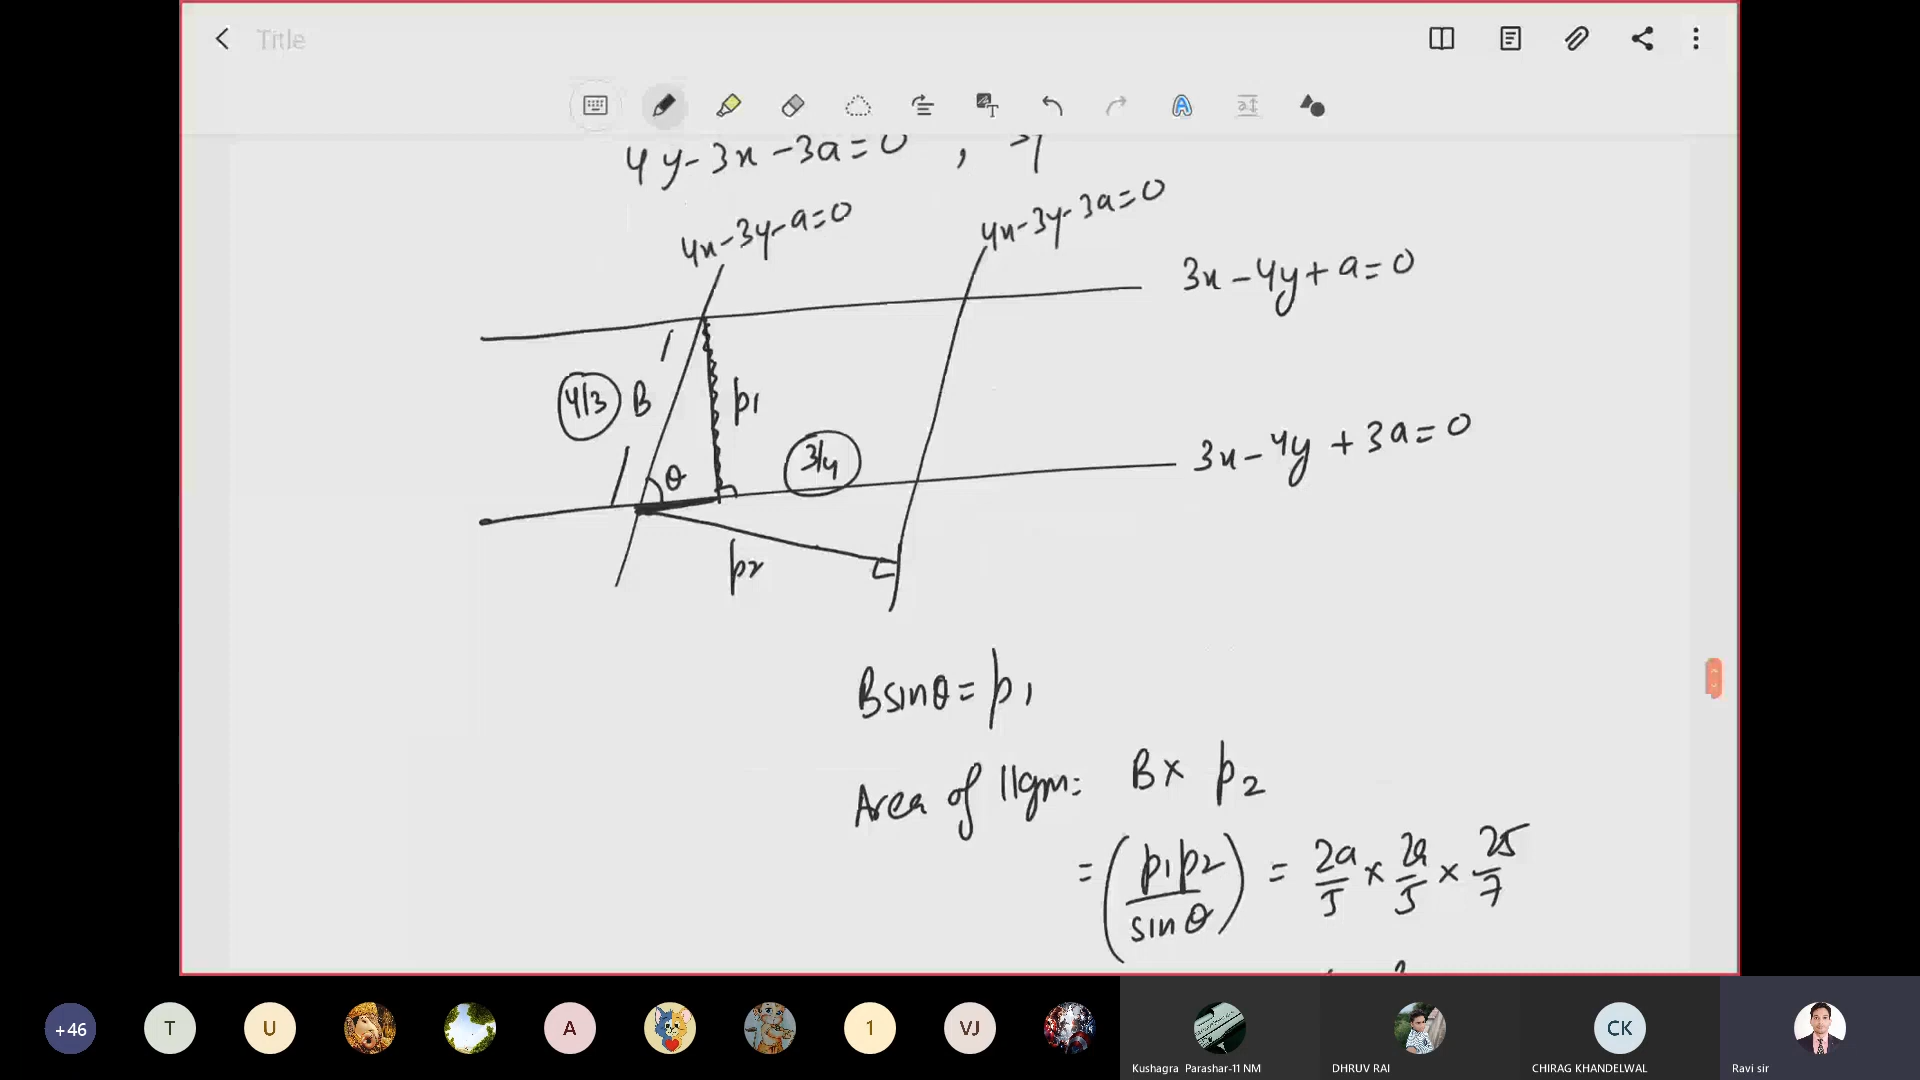 Title
4y-3x-3a=0 ,
4x-3y-a=0
4x-3y-3a=0
3x-4y+a=0
4/3 B
p1
3/4
3x-4y+3a=0
θ
p2
Bsinθ=p1
Area of ||gm: B× p2
= (p1p2/sinθ) = 2a/5 × 2a/5 × 25/7
+46
T
U
A
1
VJ
CK
Kushagra Parashar-11 NM
DHRUV RAI
CHIRAG KHANDELWAL
Ravi sir